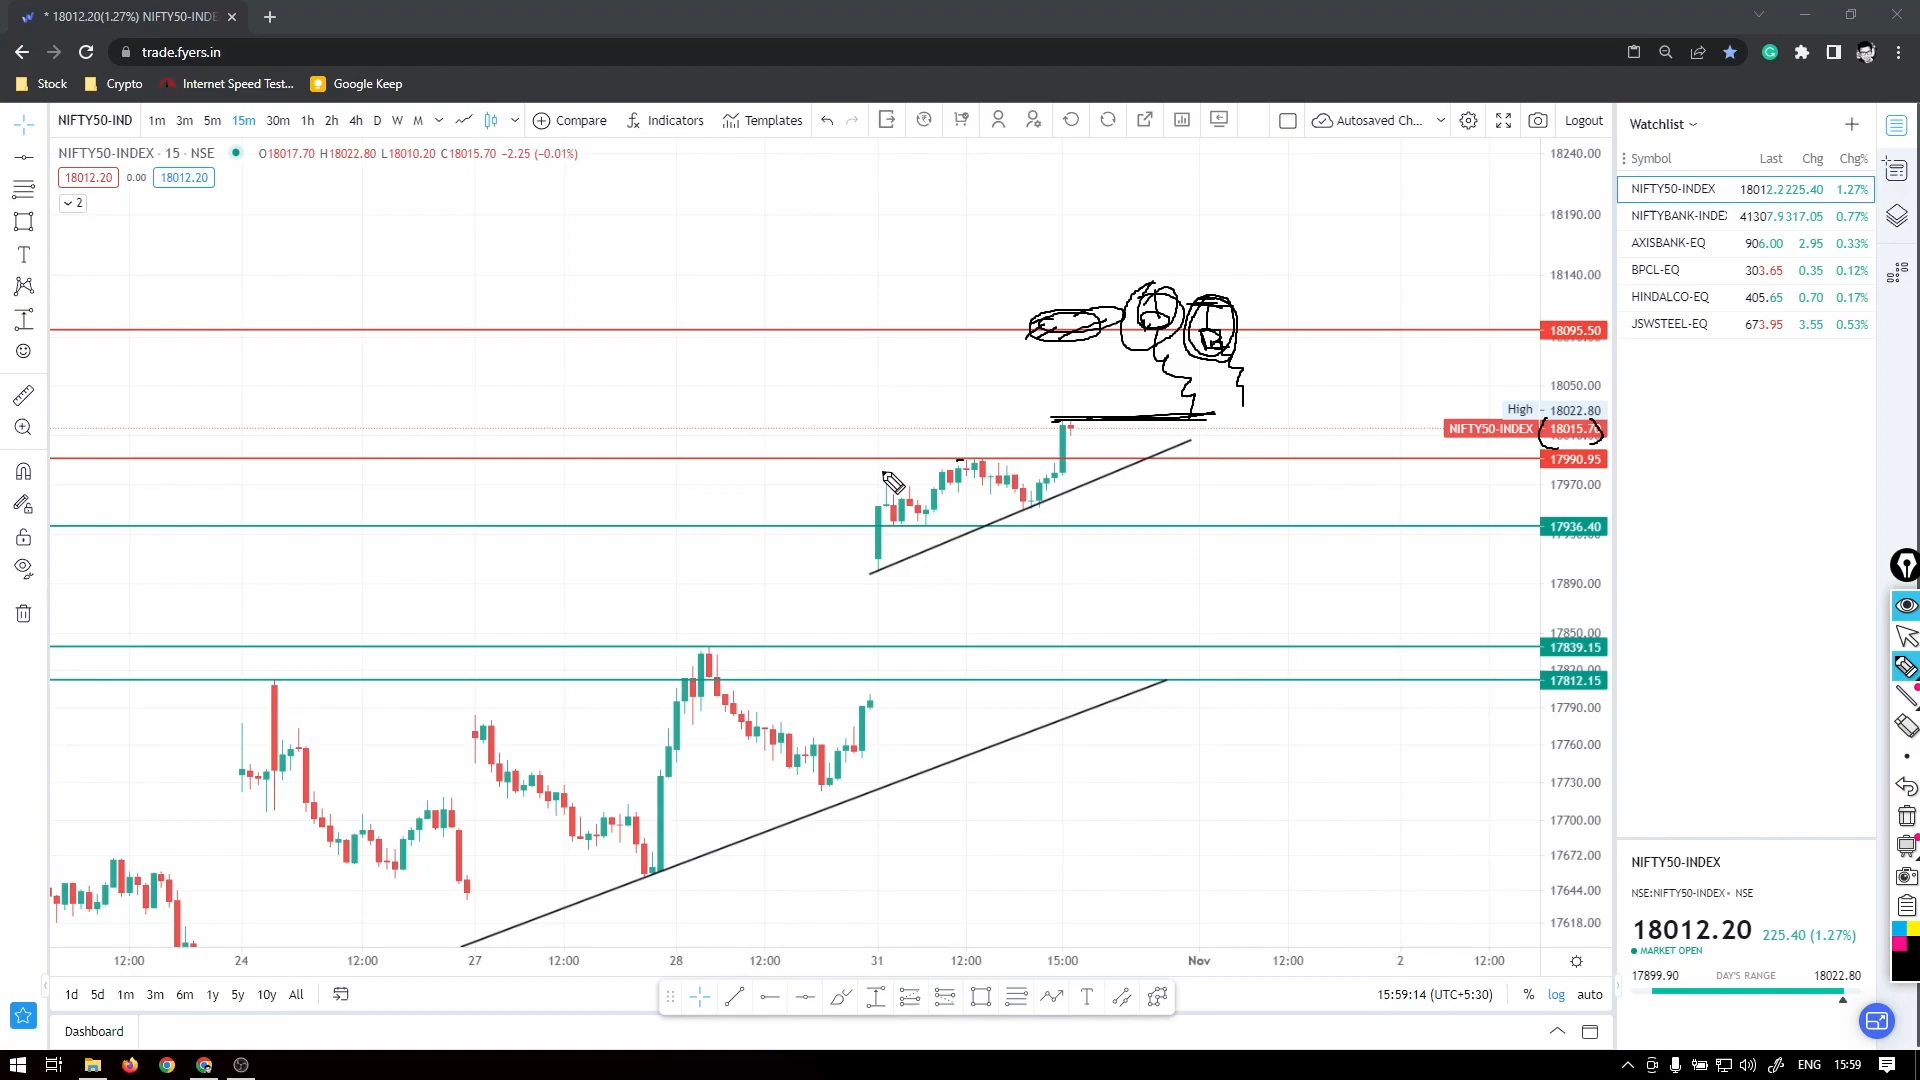 * 18012.20(1.27%) NIFTY50-INDE
trade.fyers.in
Stock Crypto Internet Speed Test... Google Keep
NIFTY50-IND 1m 3m 5m 15m 30m 1h 2h 4h D W M Compare Indicators Templates Autosaved Ch... Logout
NIFTY50-INDEX · 15 · NSE O18017.70 H18022.80 L18010.20 C18015.70 −2.25 (−0.01%)
18012.20 0.00 18012.20
2
18240.00
18190.00
18140.00
18095.50
18050.00
High 18022.80
NIFTY50-INDEX 18015.70
17990.95
17970.00
17936.40
17890.00
17850.00
17839.15
17820.00
17812.15
17790.00
17760.00
17730.00
17700.00
17672.00
17644.00
17618.00
12:00 24 12:00 27 12:00 28 12:00 31 12:00 15:00 Nov 12:00 2 12:00
1d 5d 1m 3m 6m 1y 5y 10y All 15:59:14 (UTC+5:30) % log auto
Dashboard
Watchlist
Symbol Last Chg Chg%
NIFTY50-INDEX 18012.2 225.40 1.27%
NIFTYBANK-INDE 41307.9 317.05 0.77%
AXISBANK-EQ 906.00 2.95 0.33%
BPCL-EQ 303.65 0.35 0.12%
HINDALCO-EQ 405.65 0.70 0.17%
JSWSTEEL-EQ 673.95 3.55 0.53%
NIFTY50-INDEX
NSE:NIFTY50-INDEX • NSE
18012.20 225.40 (1.27%)
MARKET OPEN
17899.90 DAY'S RANGE 18022.80
ENG 15:59